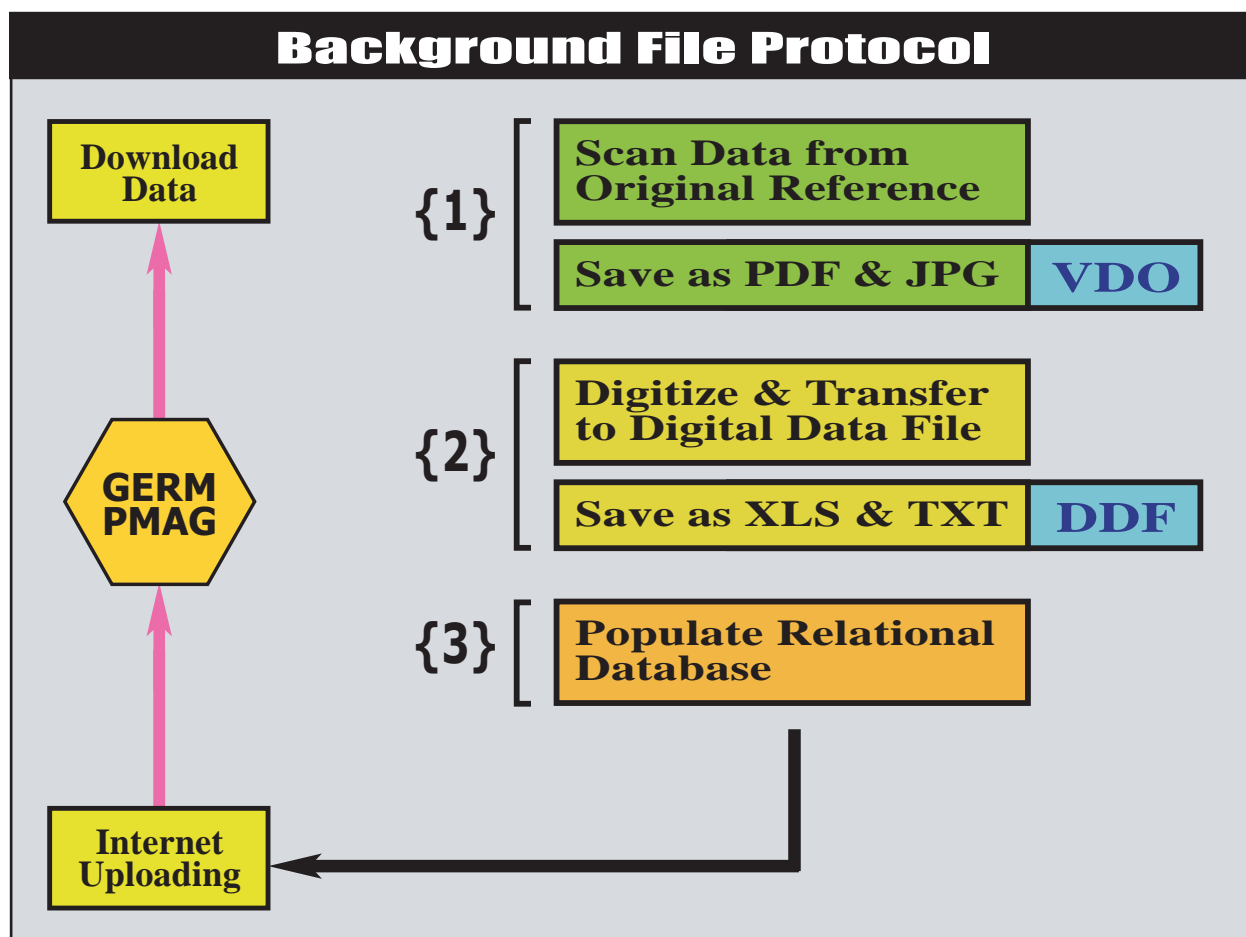 Background File Protocol
Download
Data
{1}
Scan Data from
Original Reference
Save as PDF & JPG
VDO
{2}
Digitize & Transfer
to Digital Data File
Save as XLS & TXT
DDF
GERM
PMAG
{3}
Populate Relational
Database
Internet
Uploading